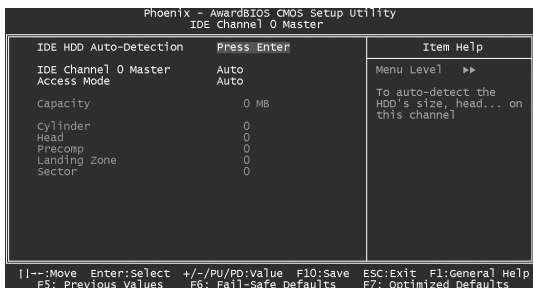 Phoenix - AwardBIOS CMOS Setup Utility
IDE Channel 0 Master
IDE HDD Auto-Detection Press Enter
IDE Channel 0 Master Auto
Access Mode Auto
Capacity 0 MB
Cylinder 0
Head 0
Precomp 0
Landing Zone 0
Sector 0
Item Help
Menu Level ►►
To auto-detect the
HDD's size, head... on
this channel
↑↓→←:Move Enter:Select +/-/PU/PD:Value F10:Save ESC:Exit F1:General Help
F5: Previous Values F6: Fail-Safe Defaults F7: Optimized Defaults